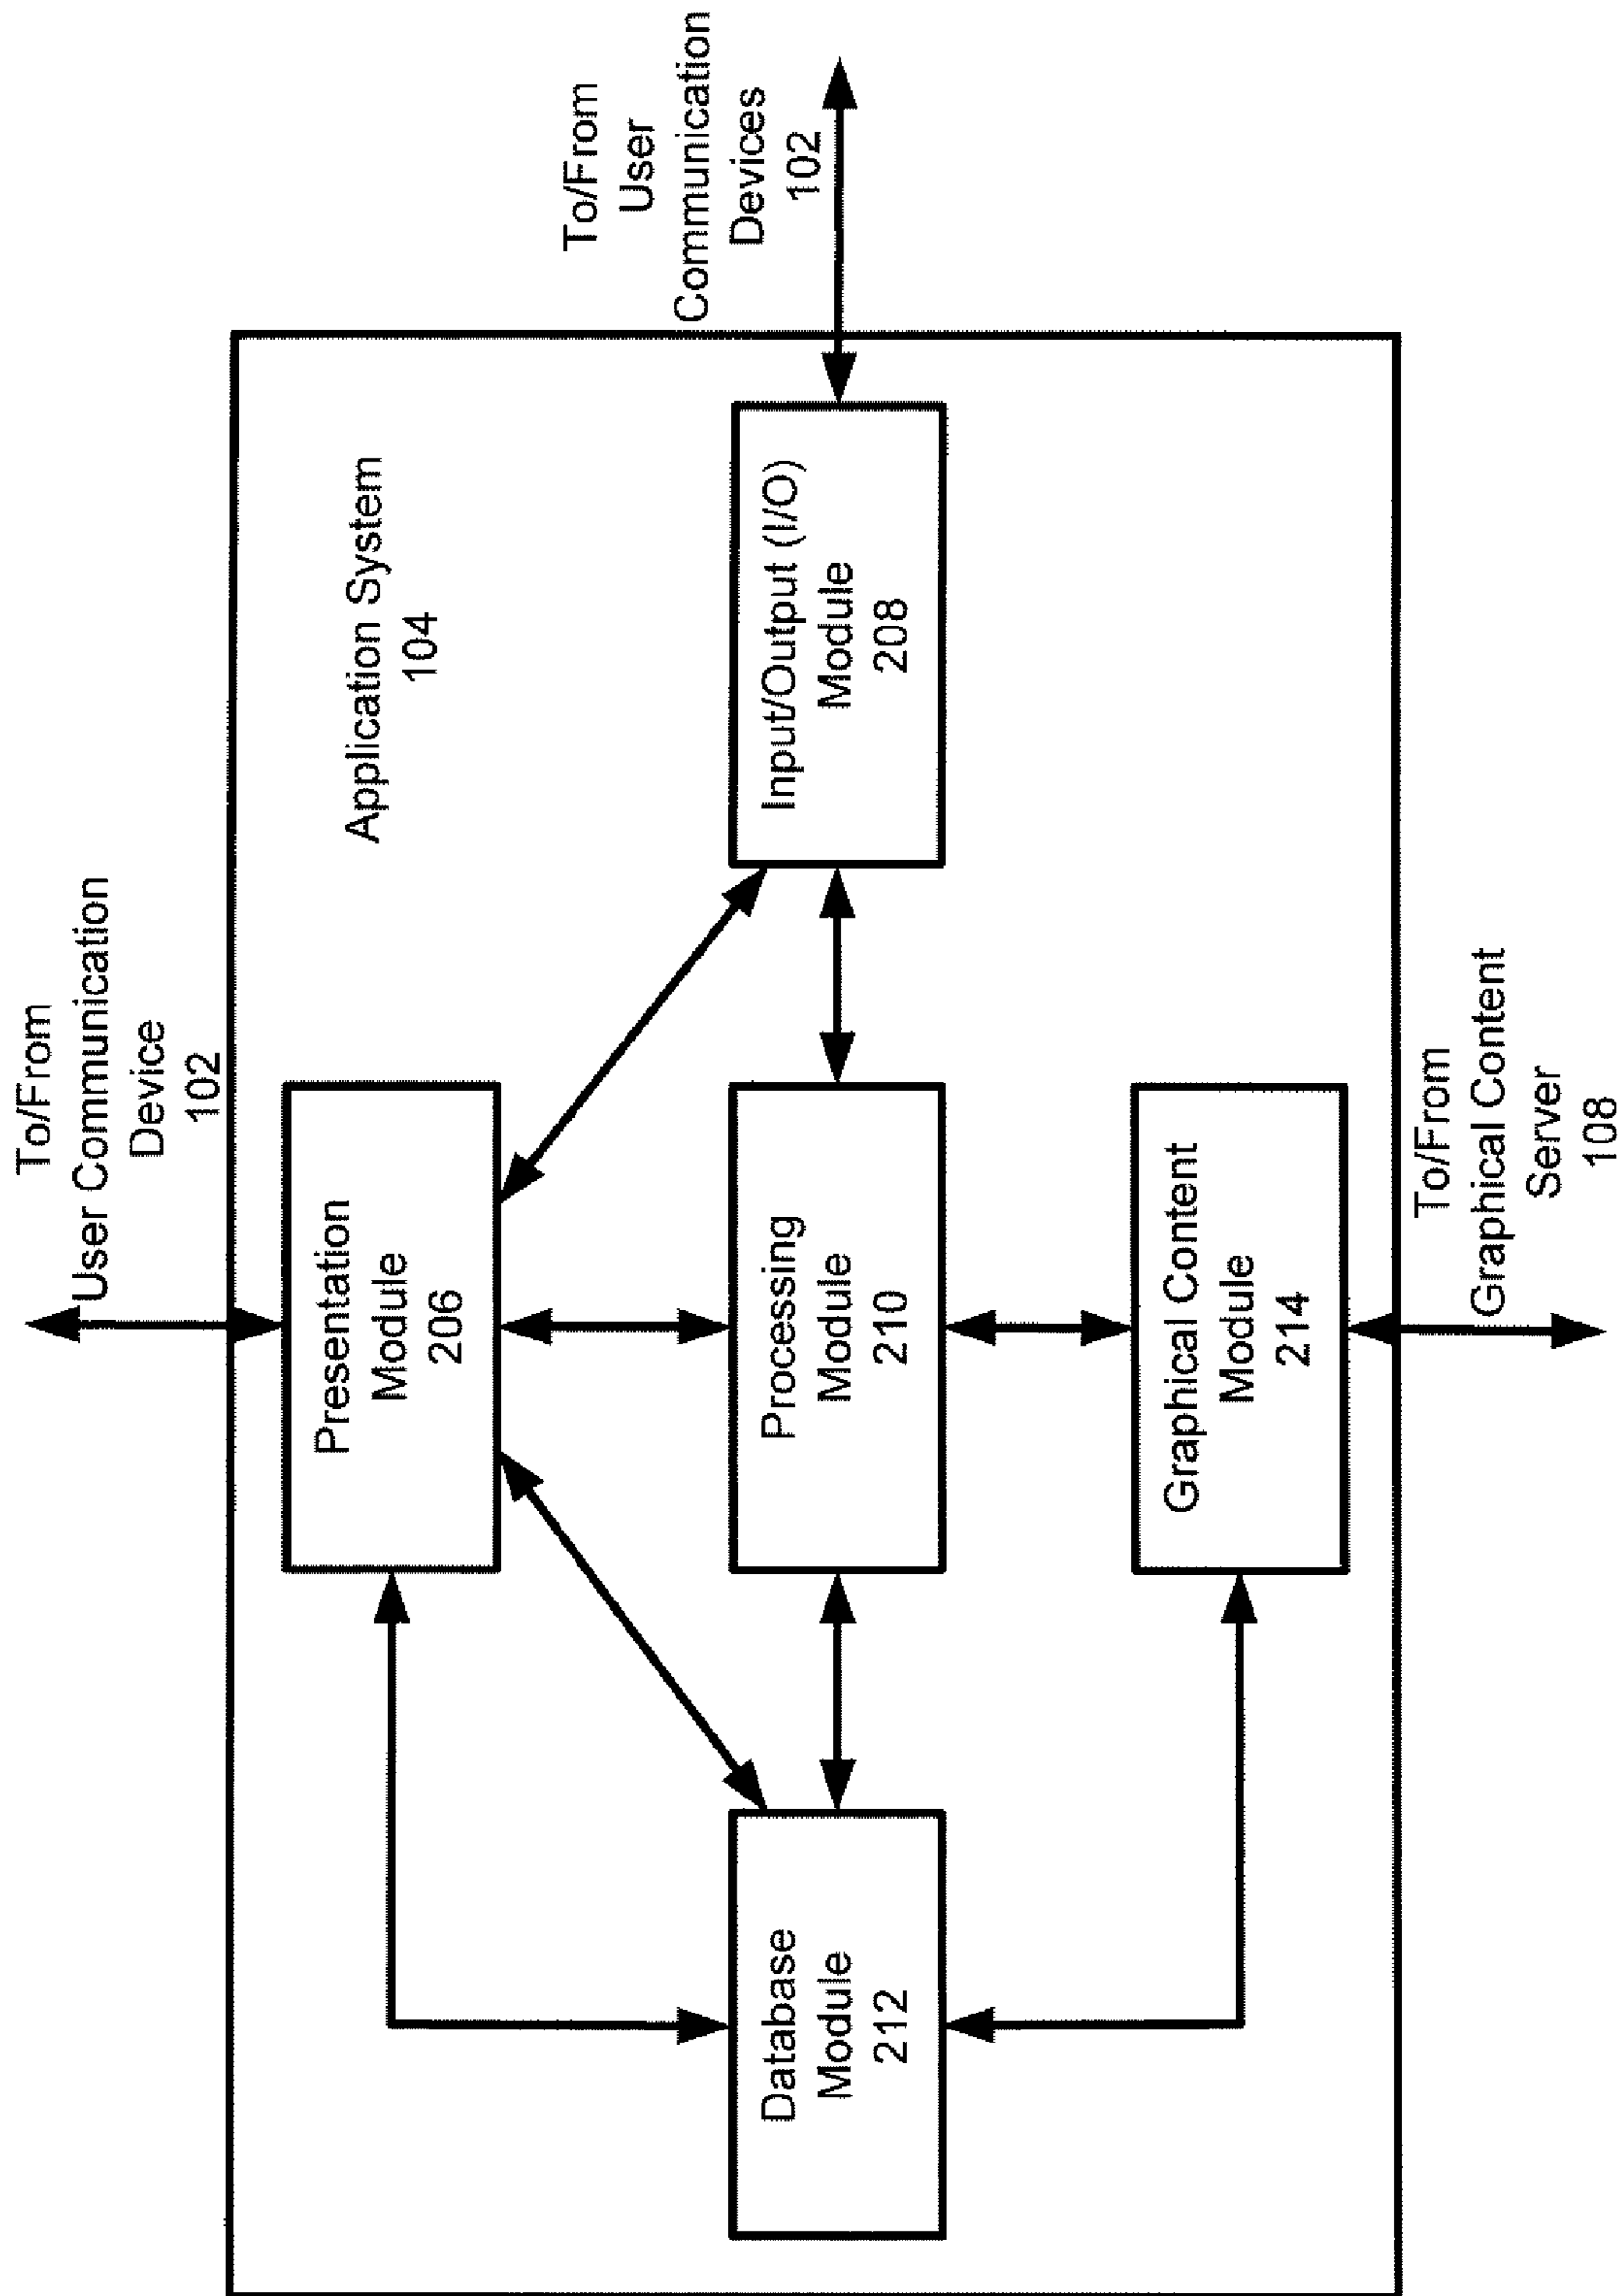 To/From
User Communication
Device
102
To/From
User
Communication
Devices
102
Application System
104
Presentation
Module
206
Database
Module
212
Processing
Module
210
Input/Output (I/O)
Module
208
Graphical Content
Module
214
To/From
Graphical Content
Server
108